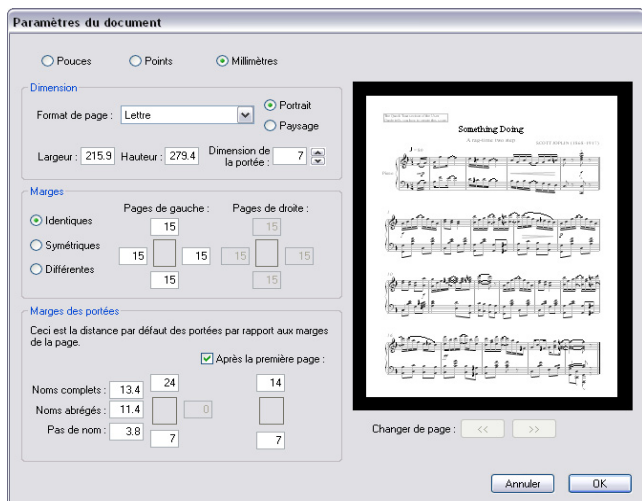 Paramètres du document
Pouces
Points
Millimètres
Dimension
Format de page :
Lettre
Portrait
Paysage
Largeur : 215.9 Hauteur : 279.4
Dimension de la portée : 7
Marges
Identiques
Symétriques
Différentes
Pages de gauche :
15
15 15
15
Pages de droite :
15
15 15
15
Marges des portées
Ceci est la distance par défaut des portées par rapport aux marges
de la page.
Après la première page :
Noms complets : 13.4
Noms abrégés : 11.4
Pas de nom : 3.8
24
0
7
14
7
Something Doing
A ragtime two step
Piano
Changer de page : << >>
Annuler
OK